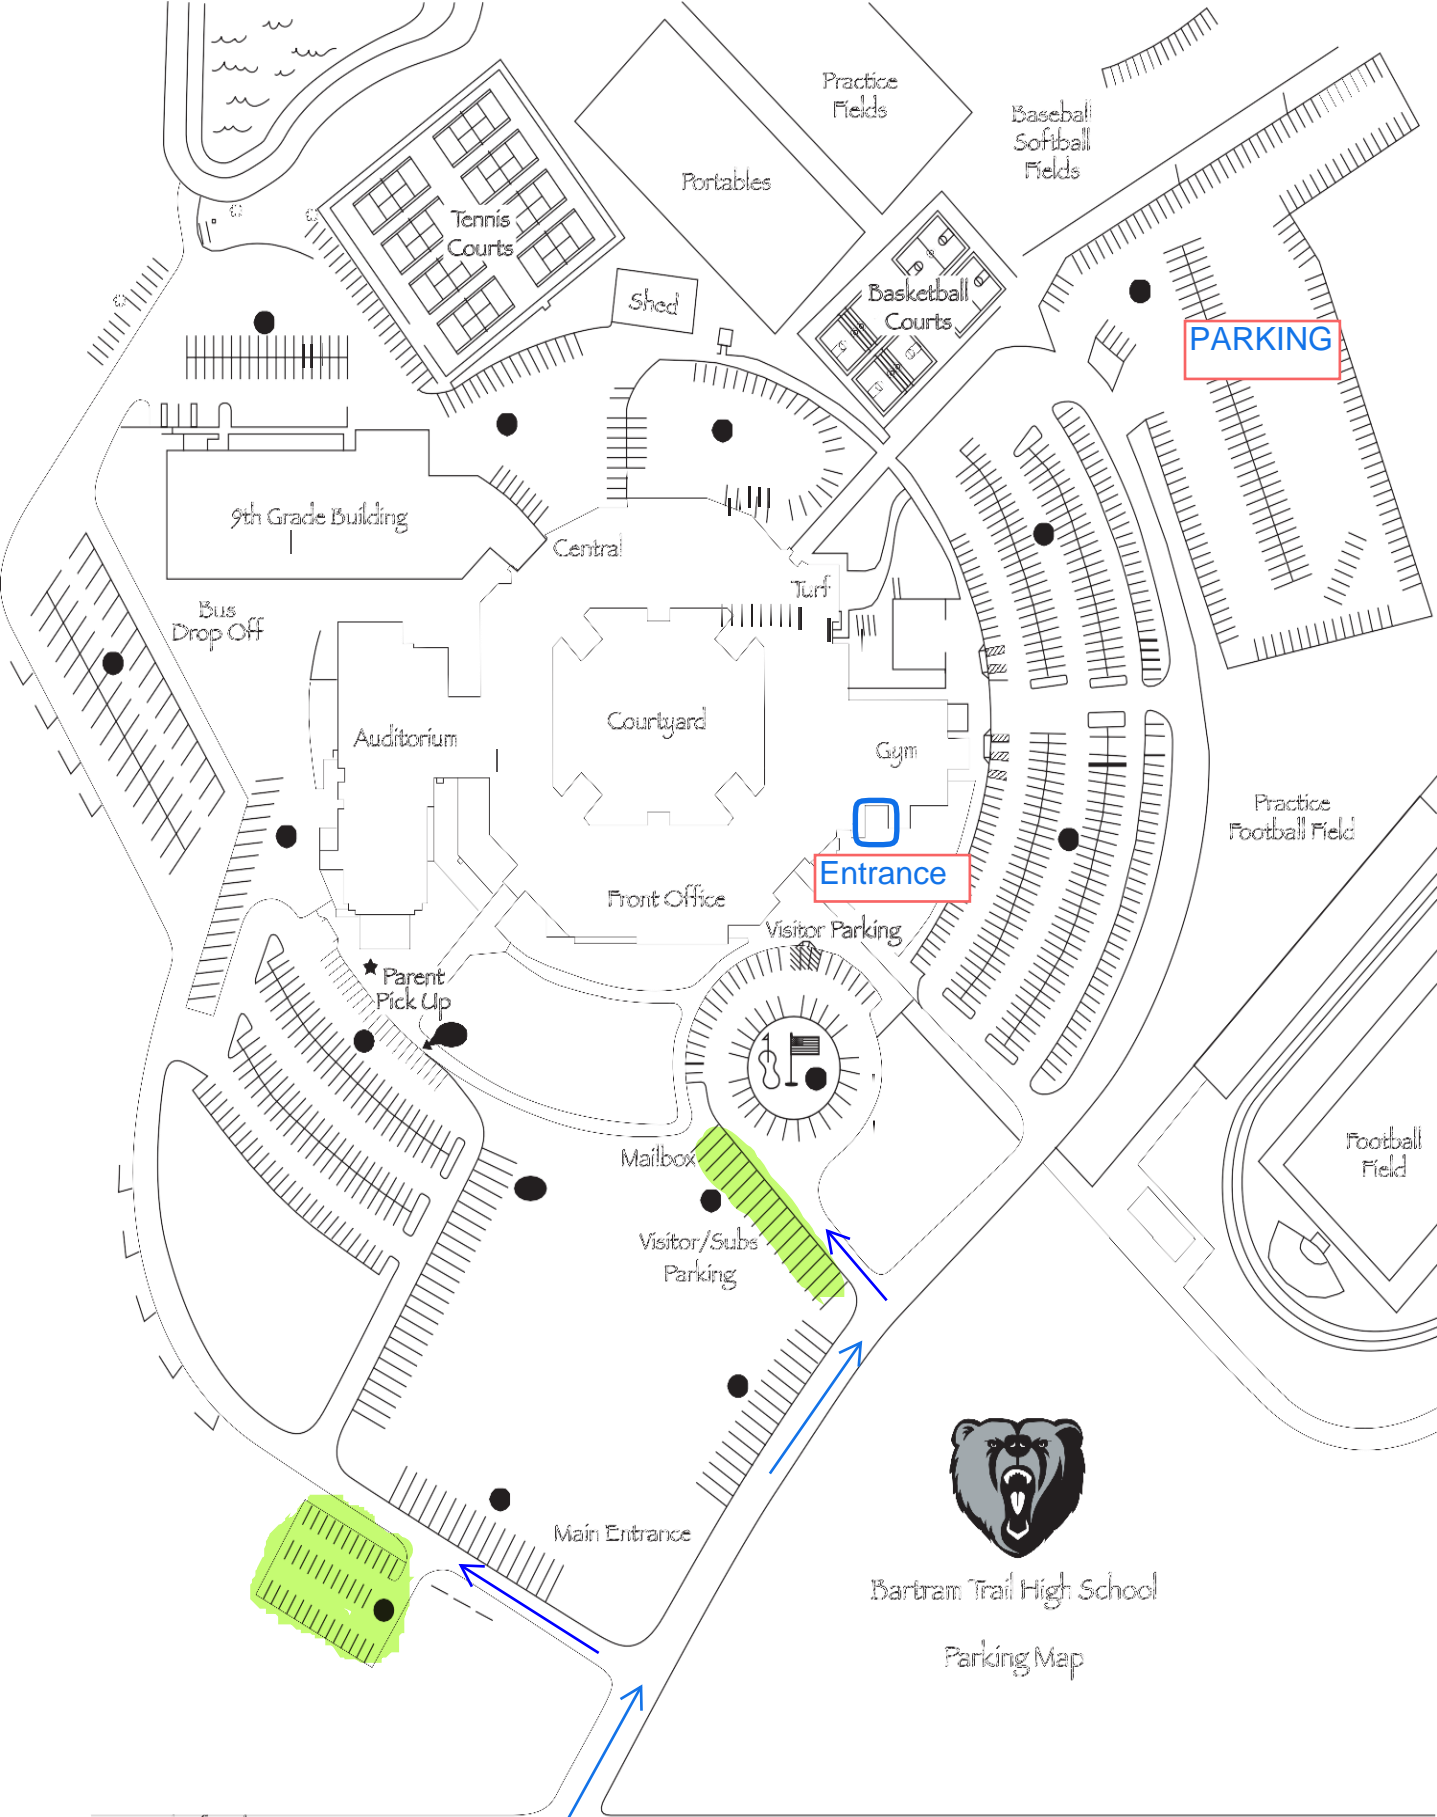 Practice
Fields
Baseball
Softball
Fields
Portables
Tennis
Courts
Shed
Basketball
Courts
PARKING
9th Grade Building
Central
Turf
Bus
Drop Off
Auditorium
Courtyard
Gym
Practice
Football Field
Entrance
Front Office
Visitor Parking
Parent
Pick Up
Mailbox
Football
Field
Visitor/Subs
Parking
Main Entrance
Bartram Trail High School
Parking Map